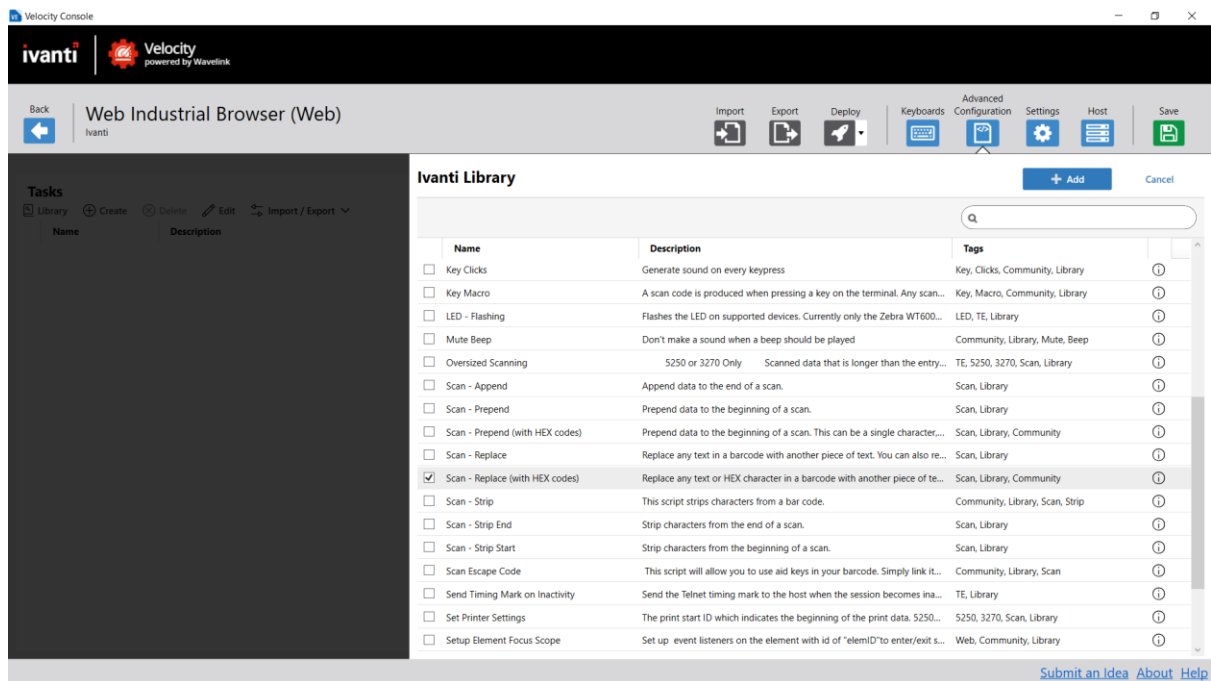 VE Velocity Console
ivanti Velocity
powered by Wavelink
Back
Web Industrial Browser (Web)
Ivanti
Import Export Deploy Keyboards Advanced Configuration Settings Host Save
Tasks
Library Create Delete Edit Import / Export
Name Description
Ivanti Library + Add Cancel
Name Description Tags
Key Clicks Generate sound on every keypress Key, Clicks, Community, Library
Key Macro A scan code is produced when pressing a key on the terminal. Any scan... Key, Macro, Community, Library
LED - Flashing Flashes the LED on supported devices. Currently only the Zebra WT600... LED, TE, Library
Mute Beep Don't make a sound when a beep should be played Community, Library, Mute, Beep
Oversized Scanning 5250 or 3270 Only Scanned data that is longer than the entry... TE, 5250, 3270, Scan, Library
Scan - Append Append data to the end of a scan. Scan, Library
Scan - Prepend Prepend data to the beginning of a scan. Scan, Library
Scan - Prepend (with HEX codes) Prepend data to the beginning of a scan. This can be a single character,... Scan, Library, Community
Scan - Replace Replace any text in a barcode with another piece of text. You can also re... Scan, Library
Scan - Replace (with HEX codes) Replace any text or HEX character in a barcode with another piece of te... Scan, Library, Community
Scan - Strip This script strips characters from a bar code. Community, Library, Scan, Strip
Scan - Strip End Strip characters from the end of a scan. Scan, Library
Scan - Strip Start Strip characters from the beginning of a scan. Scan, Library
Scan Escape Code This script will allow you to use aid keys in your barcode. Simply link it... Community, Library, Scan
Send Timing Mark on Inactivity Send the Telnet timing mark to the host when the session becomes ina... TE, Library
Set Printer Settings The print start ID which indicates the beginning of the print data. 5250... 5250, 3270, Scan, Library
Setup Element Focus Scope Set up event listeners on the element with id of "elemID"to enter/exit s... Web, Community, Library
Submit an Idea About Help